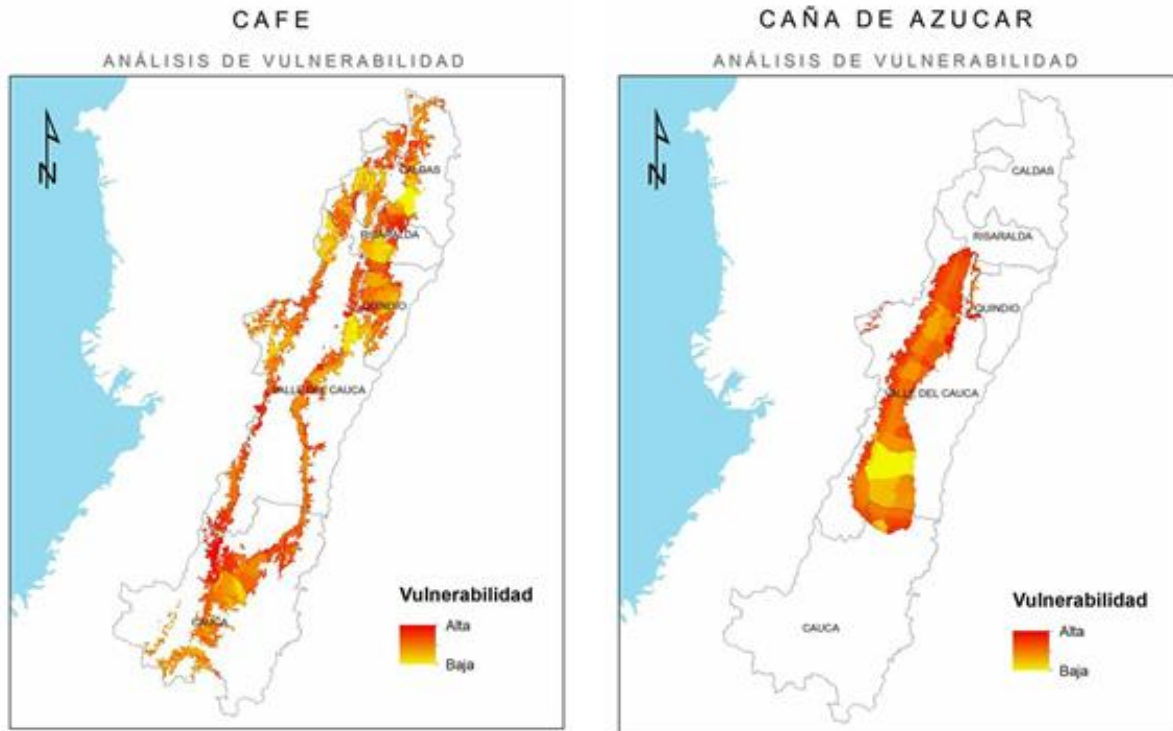 CAFE
ANÁLISIS DE VULNERABILIDAD
N
CALDAS
RISARALDA
QUINDIO
VALLE DEL CAUCA
CAUCA
Vulnerabilidad
Alta
Baja
CAÑA DE AZUCAR
ANÁLISIS DE VULNERABILIDAD
N
CALDAS
RISARALDA
QUINDIO
VALLE DEL CAUCA
CAUCA
Vulnerabilidad
Alta
Baja